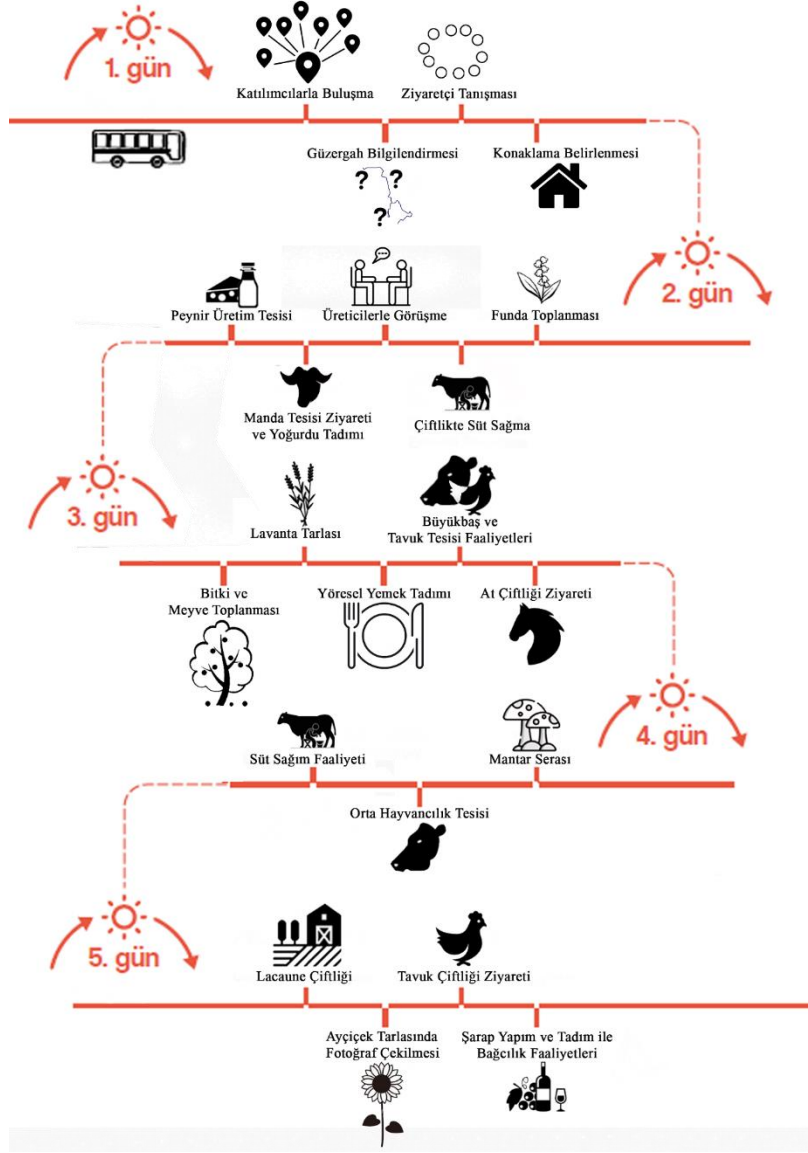 1. gün
Katılımcılarla Buluşma
Ziyaretçi Tanışması
Güzergah Bilgilendirmesi
Konaklama Belirlenmesi
?
?
?
2. gün
Peynir Üretim Tesisi
Üreticilerle Görüşme
Funda Toplanması
Manda Tesisi Ziyareti
ve Yoğurdu Tadımı
Çiftlikte Süt Sağma
3. gün
Lavanta Tarlası
Büyükbaş ve
Tavuk Tesisi Faaliyetleri
Bitki ve
Meyve Toplanması
Yöresel Yemek Tadımı
At Çiftliği Ziyareti
4. gün
Süt Sağım Faaliyeti
Mantar Serası
Orta Hayvancılık Tesisi
5. gün
Lacaune Çiftliği
Tavuk Çiftliği Ziyareti
Ayçiçek Tarlasında
Fotoğraf Çekilmesi
Şarap Yapım ve Tadım ile
Bağcılık Faaliyetleri